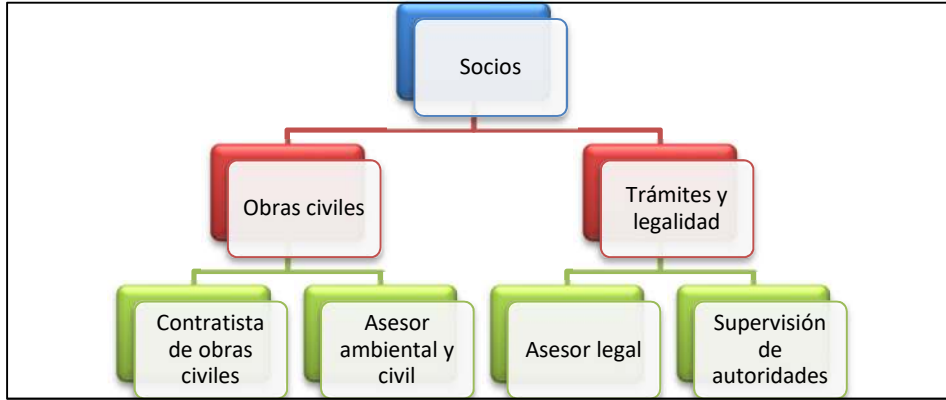 Socios
Obras civiles
Trámites y
legalidad
Contratista
de obras
civiles
Asesor
ambiental y
civil
Asesor legal
Supervisión
de
autoridades